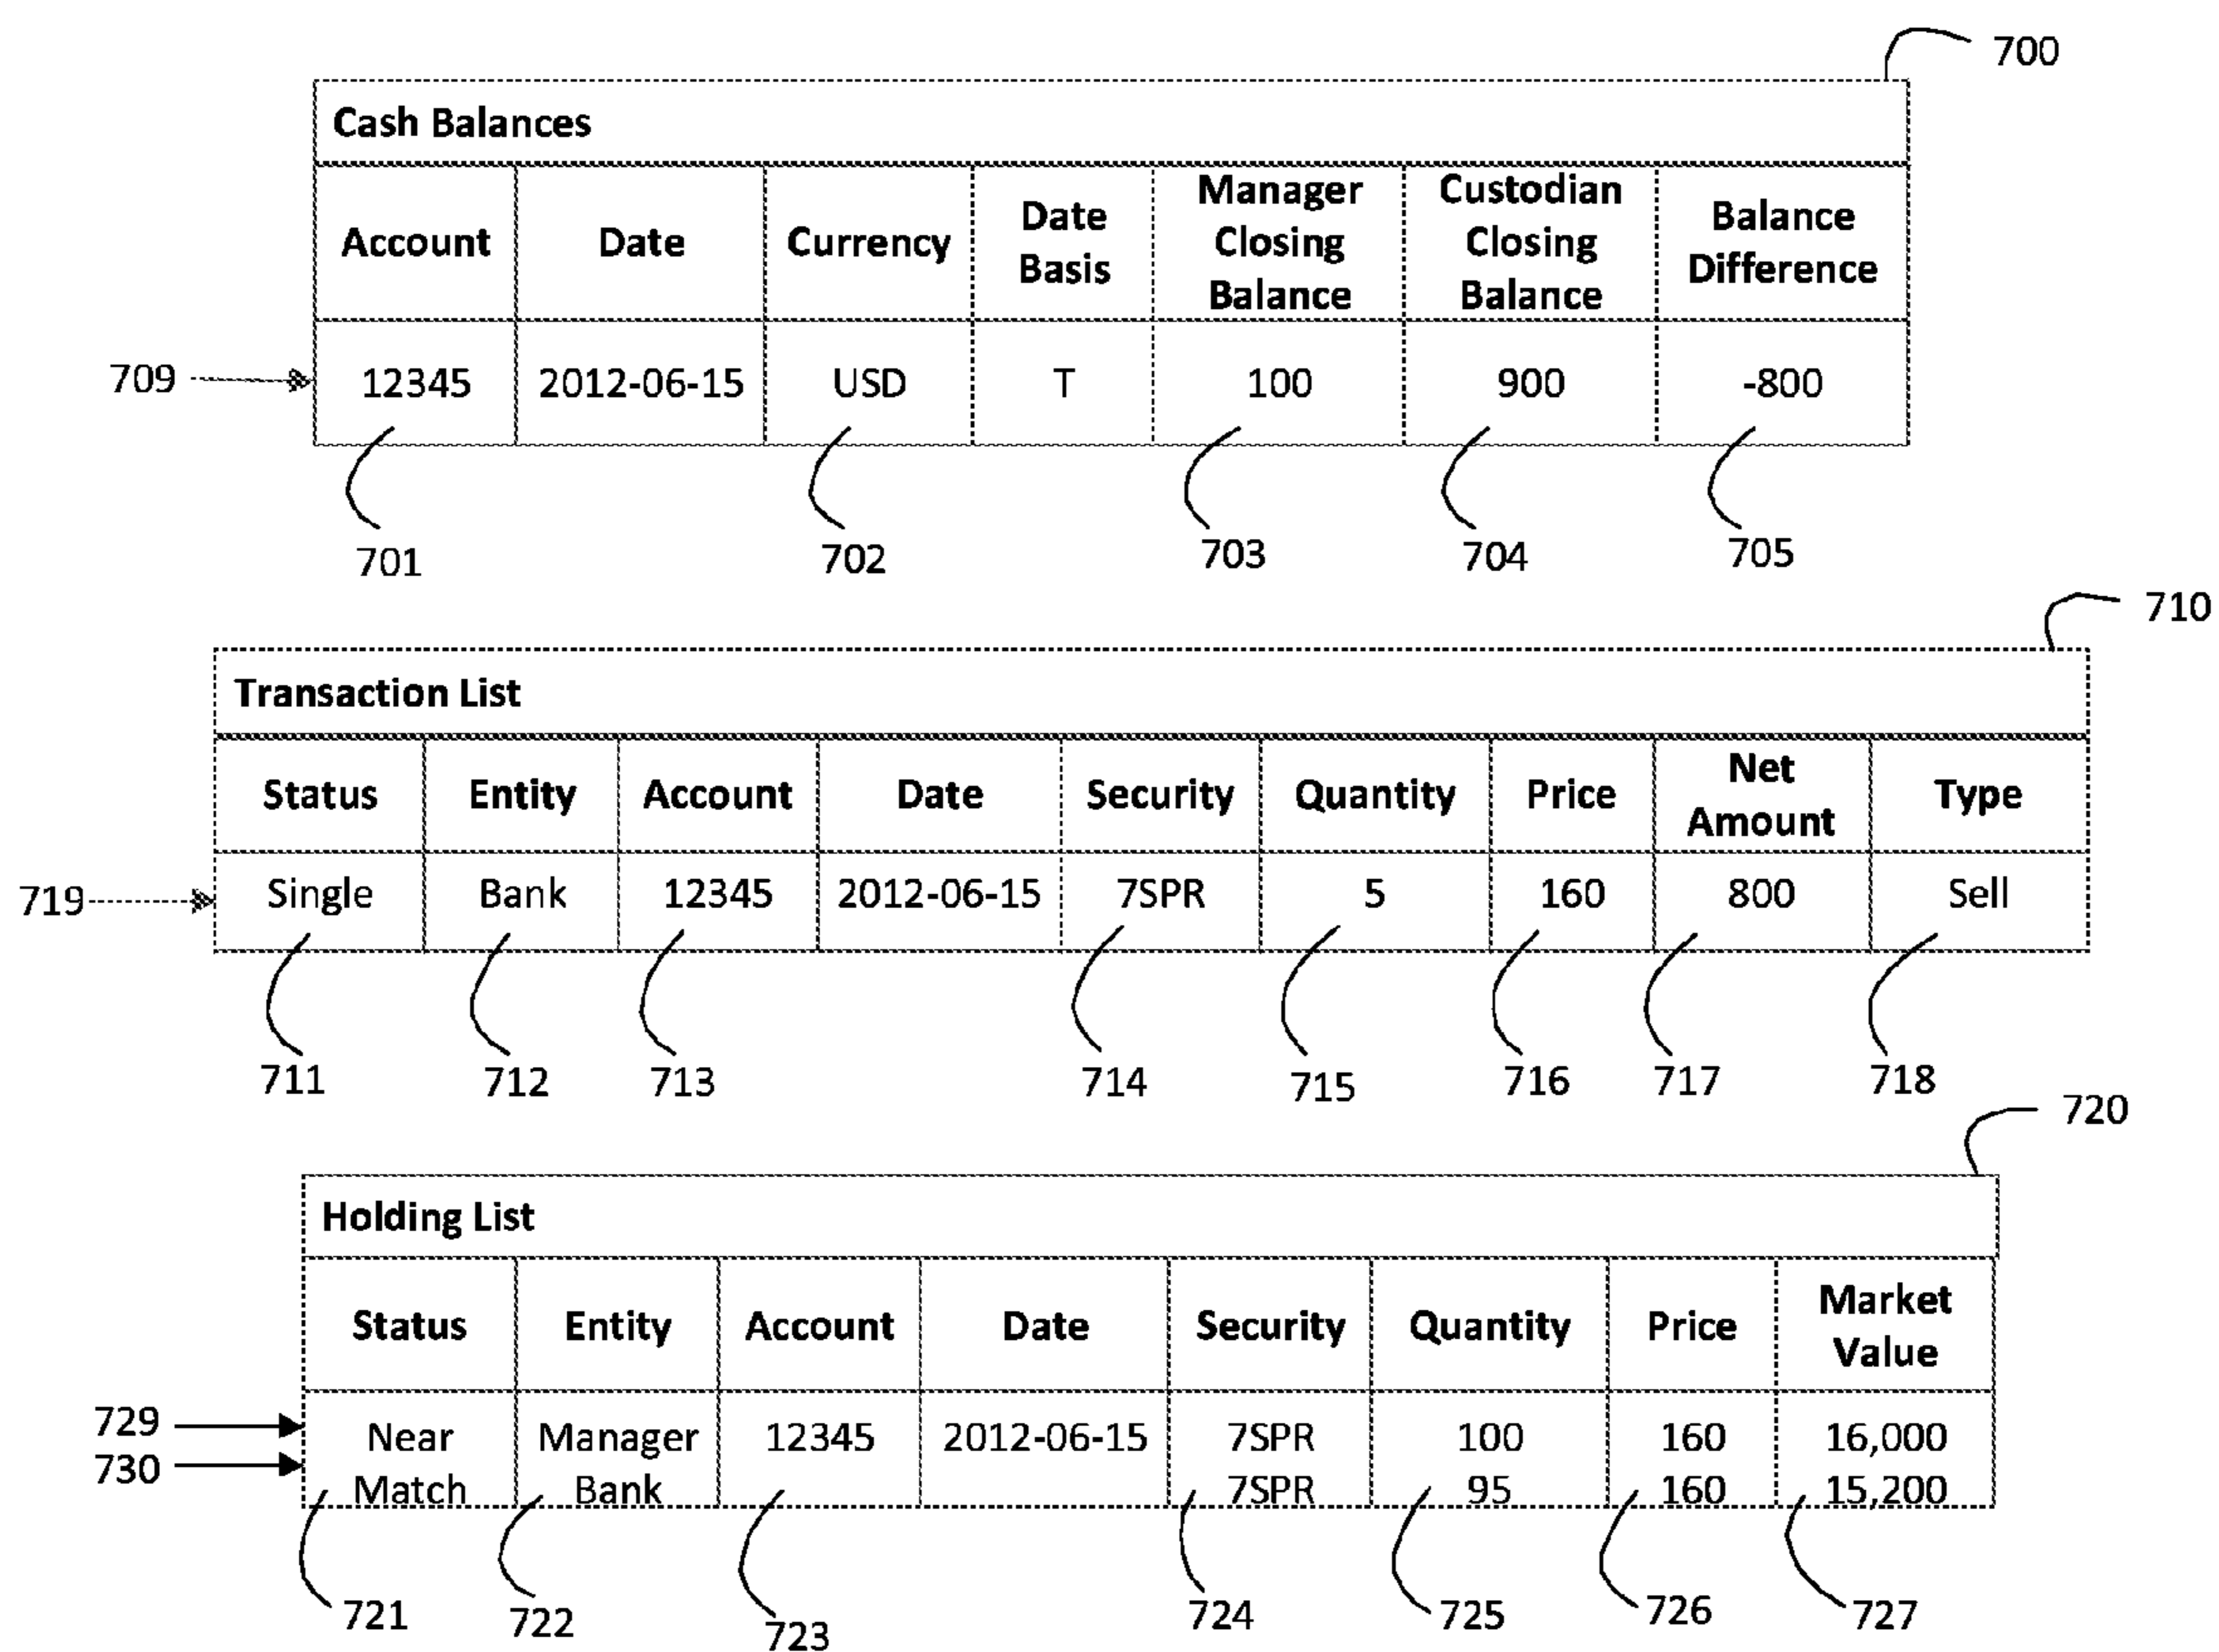 700
Cash Balances
Account Date Currency Date Basis Manager Closing Balance Custodian Closing Balance Balance Difference
709 12345 2012-06-15 USD T 100 900 -800
701 702 703 704 705
710
Transaction List
Status Entity Account Date Security Quantity Price Net Amount Type
719 Single Bank 12345 2012-06-15 7SPR 5 160 800 Sell
711 712 713 714 715 716 717 718
720
Holding List
Status Entity Account Date Security Quantity Price Market Value
729 Near Manager 12345 2012-06-15 7SPR 100 160 16,000
730 Match Bank 7SPR 95 160 15,200
721 722 723 724 725 726 727